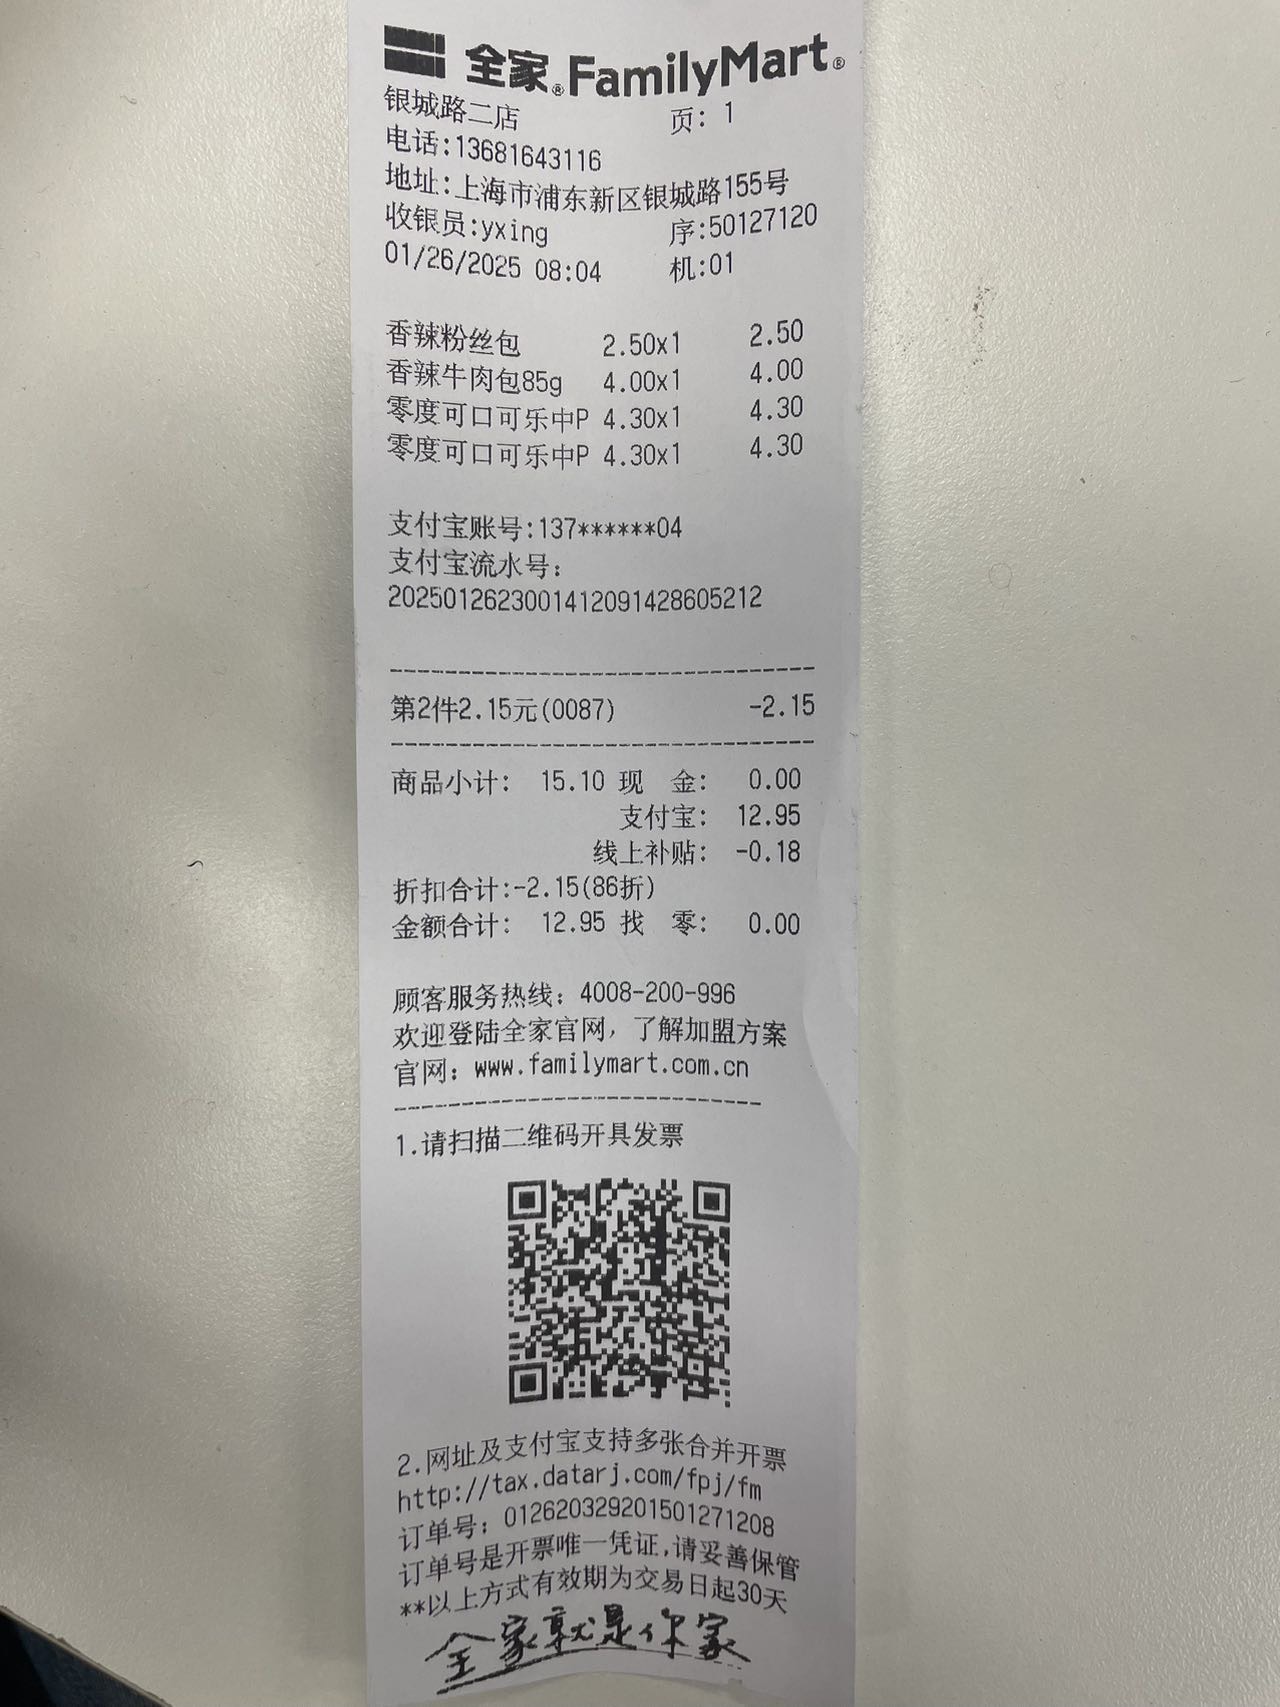 全家® FamilyMart®
银城路二店 页: 1
电话:13681643116
地址:上海市浦东新区银城路155号
收银员:yxing 序:50127120
01/26/2025 08:04 机:01
香辣粉丝包 2.50x1 2.50
香辣牛肉包85g 4.00x1 4.00
零度可口可乐中P 4.30x1 4.30
零度可口可乐中P 4.30x1 4.30
支付宝账号:137******04
支付宝流水号:
2025012623001412091428605212
第2件2.15元(0087) -2.15
商品小计: 15.10 现 金: 0.00
支付宝: 12.95
线上补贴: -0.18
折扣合计:-2.15(86折)
金额合计: 12.95 找 零: 0.00
顾客服务热线: 4008-200-996
欢迎登陆全家官网，了解加盟方案
官网: www.familymart.com.cn
1.请扫描二维码开具发票
2.网址及支付宝支持多张合并开票
http://tax.datarj.com/fpj/fm
订单号: 012620329201501271208
订单号是开票唯一凭证,请妥善保管
**以上方式有效期为交易日起30天
全家就是你家